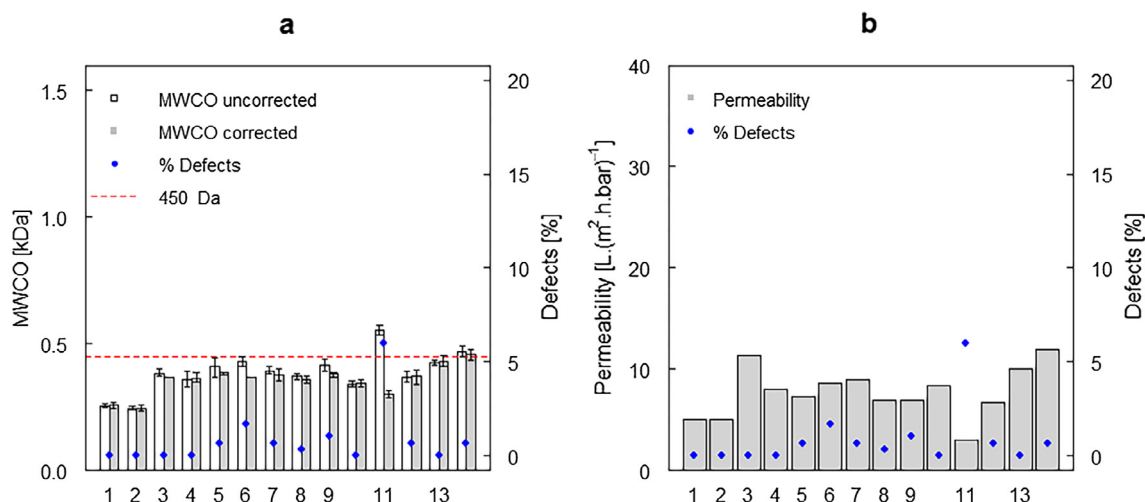 a
MWCO uncorrected
MWCO corrected
% Defects
450 Da
MWCO [kDa]
1.5
1.0
0.5
0.0
Defects [%]
20
15
10
5
0
1 2 3 4 5 6 7 8 9 11 13
b
Permeability
% Defects
Permeability [L.(m².h.bar)⁻¹]
40
30
20
10
0
Defects [%]
20
15
10
5
0
1 2 3 4 5 6 7 8 9 11 13